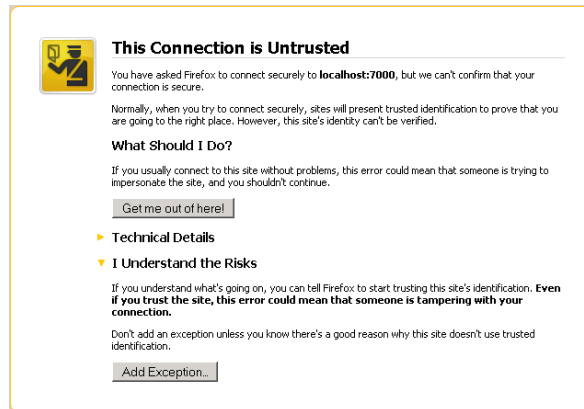 This Connection is Untrusted
You have asked Firefox to connect securely to localhost:7000, but we can't confirm that your
connection is secure.
Normally, when you try to connect securely, sites will present trusted identification to prove that you
are going to the right place. However, this site's identity can't be verified.
What Should I Do?
If you usually connect to this site without problems, this error could mean that someone is trying to
impersonate the site, and you shouldn't continue.
Get me out of here!
Technical Details
I Understand the Risks
If you understand what's going on, you can tell Firefox to start trusting this site's identification. Even
if you trust the site, this error could mean that someone is tampering with your
connection.
Don't add an exception unless you know there's a good reason why this site doesn't use trusted
identification.
Add Exception...